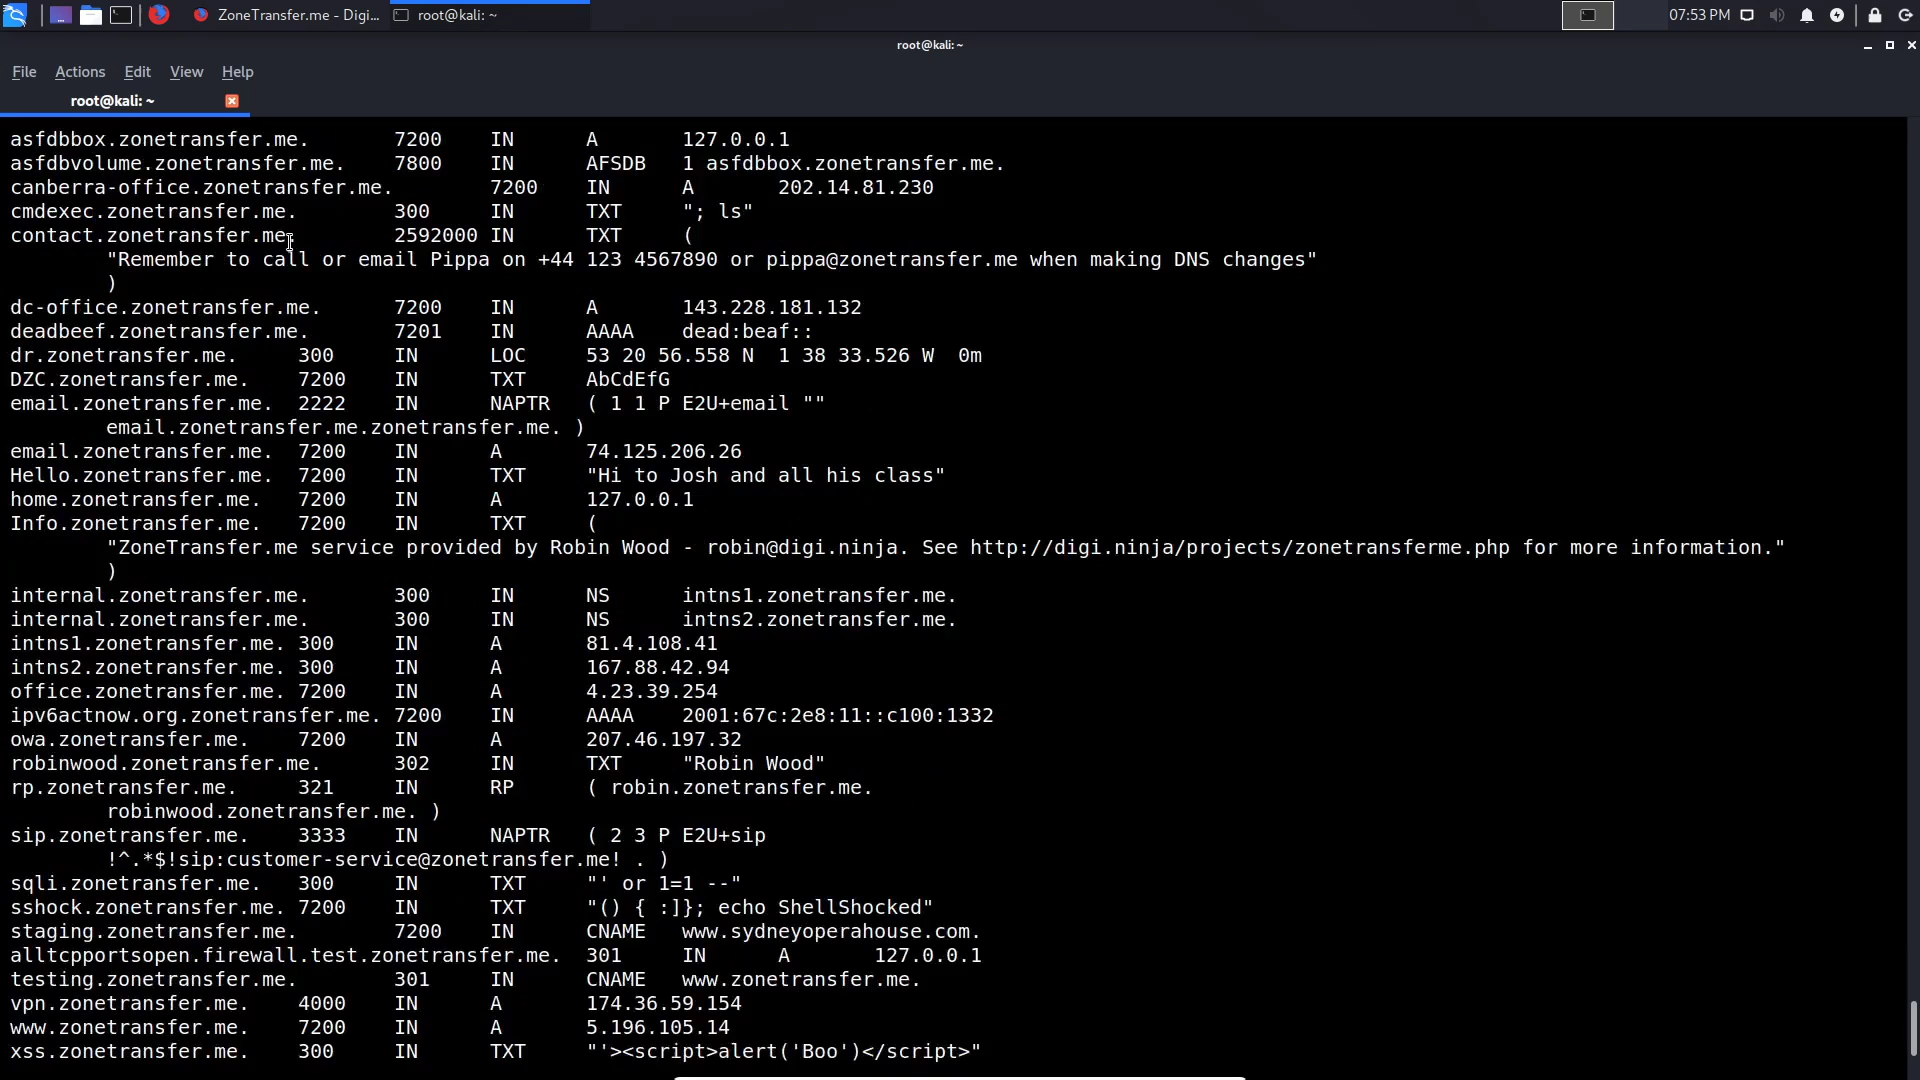 ZoneTransfer.me - Digi... root@kali: ~ 07:53 PM
root@kali: ~
File Actions Edit View Help
root@kali: ~
asfdbbox.zonetransfer.me. 7200 IN A 127.0.0.1
asfdbvolume.zonetransfer.me. 7800 IN AFSDB 1 asfdbbox.zonetransfer.me.
canberra-office.zonetransfer.me. 7200 IN A 202.14.81.230
cmdexec.zonetransfer.me. 300 IN TXT "; ls"
contact.zonetransfer.me. 2592000 IN TXT (
"Remember to call or email Pippa on +44 123 4567890 or pippa@zonetransfer.me when making DNS changes"
)
dc-office.zonetransfer.me. 7200 IN A 143.228.181.132
deadbeef.zonetransfer.me. 7201 IN AAAA dead:beaf::
dr.zonetransfer.me. 300 IN LOC 53 20 56.558 N 1 38 33.526 W 0m
DZC.zonetransfer.me. 7200 IN TXT AbCdEfG
email.zonetransfer.me. 2222 IN NAPTR ( 1 1 P E2U+email ""
email.zonetransfer.me.zonetransfer.me. )
email.zonetransfer.me. 7200 IN A 74.125.206.26
Hello.zonetransfer.me. 7200 IN TXT "Hi to Josh and all his class"
home.zonetransfer.me. 7200 IN A 127.0.0.1
Info.zonetransfer.me. 7200 IN TXT (
"ZoneTransfer.me service provided by Robin Wood - robin@digi.ninja. See http://digi.ninja/projects/zonetransferme.php for more information."
)
internal.zonetransfer.me. 300 IN NS intns1.zonetransfer.me.
internal.zonetransfer.me. 300 IN NS intns2.zonetransfer.me.
intns1.zonetransfer.me. 300 IN A 81.4.108.41
intns2.zonetransfer.me. 300 IN A 167.88.42.94
office.zonetransfer.me. 7200 IN A 4.23.39.254
ipv6actnow.org.zonetransfer.me. 7200 IN AAAA 2001:67c:2e8:11::c100:1332
owa.zonetransfer.me. 7200 IN A 207.46.197.32
robinwood.zonetransfer.me. 302 IN TXT "Robin Wood"
rp.zonetransfer.me. 321 IN RP ( robin.zonetransfer.me.
robinwood.zonetransfer.me. )
sip.zonetransfer.me. 3333 IN NAPTR ( 2 3 P E2U+sip
!^.*$!sip:customer-service@zonetransfer.me! . )
sqli.zonetransfer.me. 300 IN TXT "' or 1=1 --"
sshock.zonetransfer.me. 7200 IN TXT "() { :]}; echo ShellShocked"
staging.zonetransfer.me. 7200 IN CNAME www.sydneyoperahouse.com.
alltcpportsopen.firewall.test.zonetransfer.me. 301 IN A 127.0.0.1
testing.zonetransfer.me. 301 IN CNAME www.zonetransfer.me.
vpn.zonetransfer.me. 4000 IN A 174.36.59.154
www.zonetransfer.me. 7200 IN A 5.196.105.14
xss.zonetransfer.me. 300 IN TXT "'><script>alert('Boo')</script>"